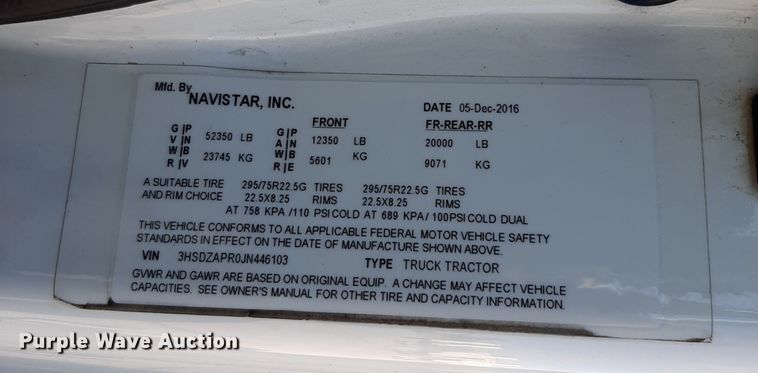 Mfd. By
NAVISTAR, INC. DATE 05-Dec-2016
FRONT FR-REAR-RR
G|P 52350 LB G|P 12350 LB 20000 LB
V|N A|N
W|B 23745 KG W|B 5601 KG 9071 KG
R|V R|E
A SUITABLE TIRE 295/75R22.5G TIRES 295/75R22.5G TIRES
AND RIM CHOICE 22.5X8.25 RIMS 22.5X8.25 RIMS
AT 758 KPA /110 PSI COLD AT 689 KPA/ 100PSI COLD DUAL
THIS VEHICLE CONFORMS TO ALL APPLICABLE FEDERAL MOTOR VEHICLE SAFETY
STANDARDS IN EFFECT ON THE DATE OF MANUFACTURE SHOWN ABOVE.
VIN 3HSDZAPR0JN446103 TYPE TRUCK TRACTOR
GVWR AND GAWR ARE BASED ON ORIGINAL EQUIP. A CHANGE MAY AFFECT VEHICLE
CAPACITIES. SEE OWNER'S MANUAL FOR OTHER TIRE AND CAPACITY INFORMATION.
Purple Wave Auction